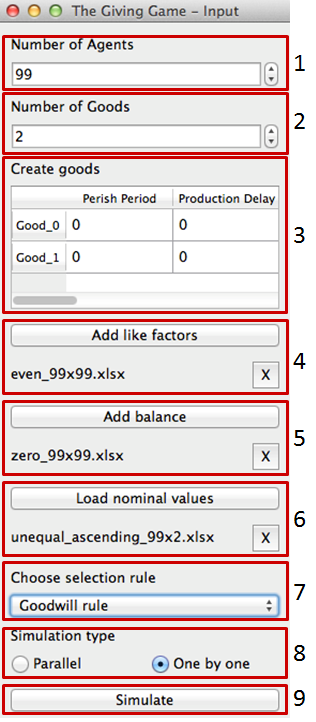 The Giving Game – Input
Number of Agents
99
1
Number of Goods
2
2
Create goods
Perish Period Production Delay
Good_0 0 0
3
Good_1 0 0
Add like factors
4
even_99x99.xlsx X
Add balance
5
zero_99x99.xlsx X
Load nominal values
6
unequal_ascending_99x2.xlsx X
Choose selection rule
7
Goodwill rule
Simulation type
8
Parallel One by one
Simulate 9